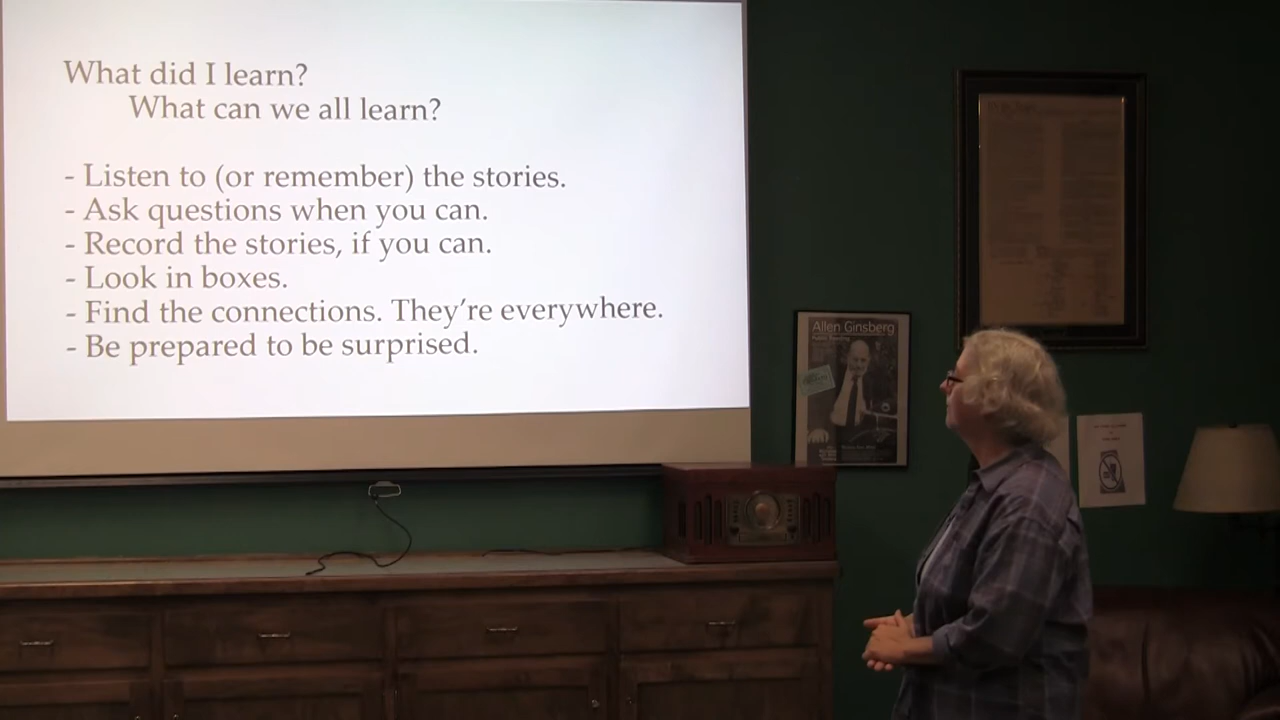 What did I learn?
What can we all learn?
- Listen to (or remember) the stories.
- Ask questions when you can.
- Record the stories, if you can.
- Look in boxes.
- Find the connections. They're everywhere.
- Be prepared to be surprised.
Allen Ginsberg